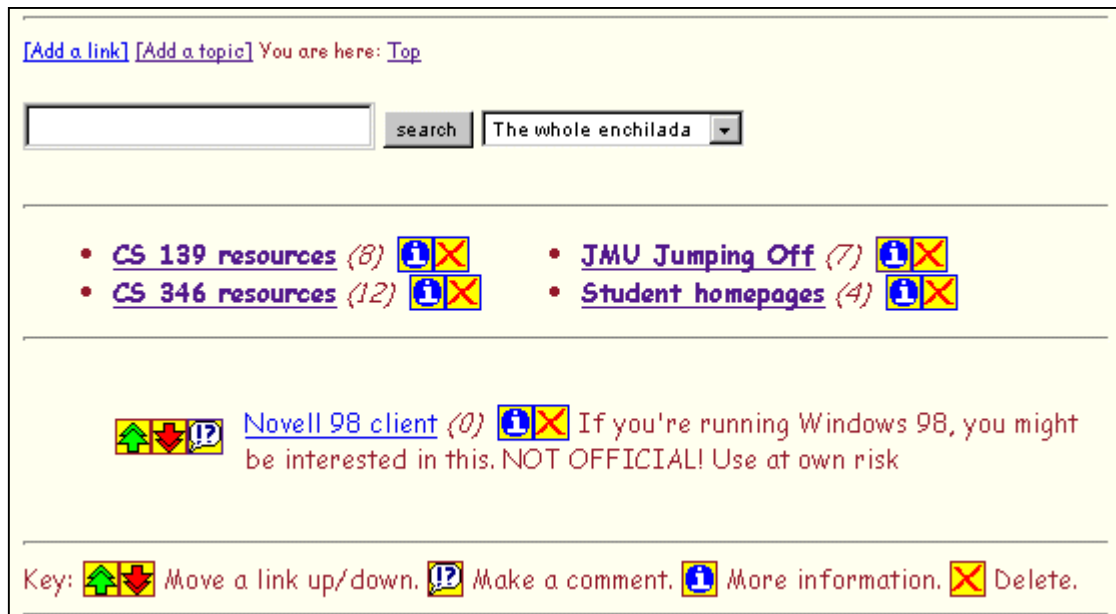 [Add a link] [Add a topic] You are here: Top
search The whole enchilada
• CS 139 resources (8) • JMU Jumping Off (7)
• CS 346 resources (12) • Student homepages (4)
!? Novell 98 client (0) If you're running Windows 98, you might
be interested in this. NOT OFFICIAL! Use at own risk
Key: Move a link up/down. !? Make a comment. i More information. Delete.